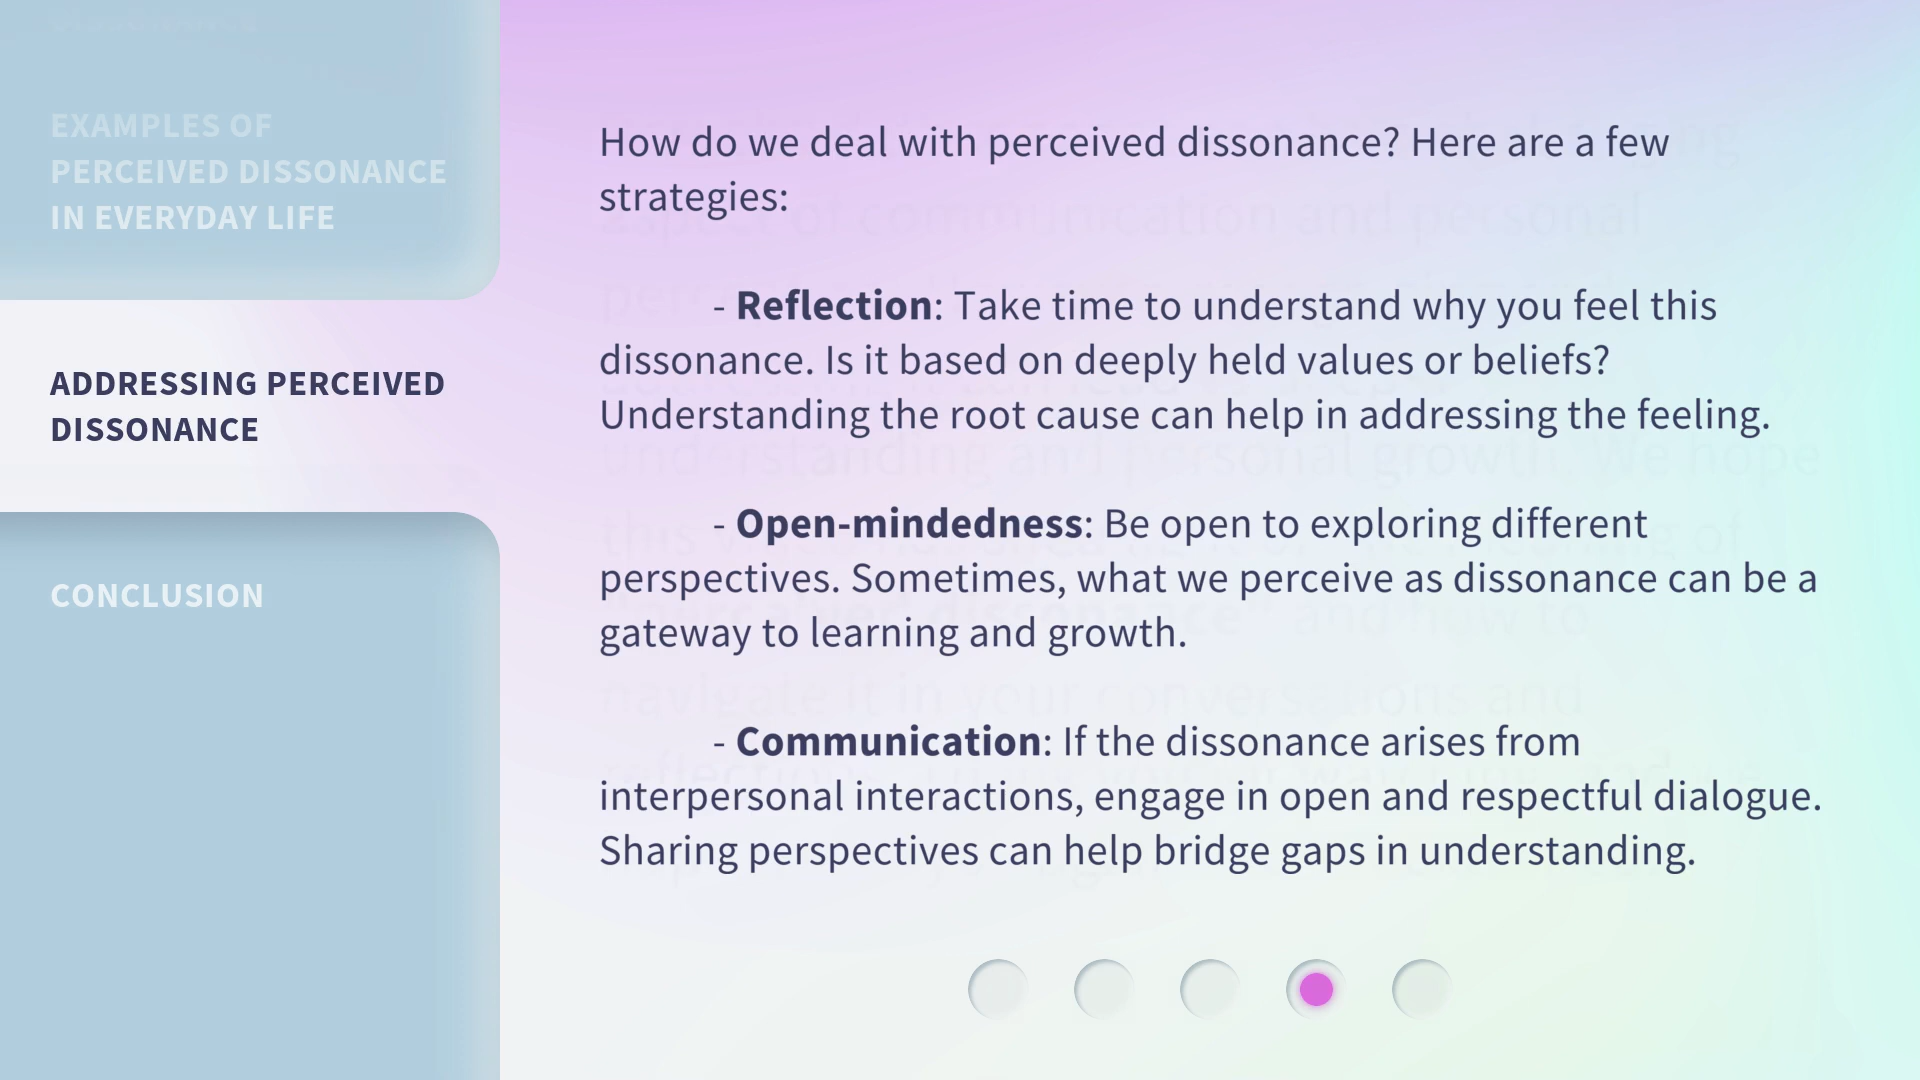 EXAMPLES OF
PERCEIVED DISSONANCE
IN EVERYDAY LIFE
ADDRESSING PERCEIVED
DISSONANCE
CONCLUSION
How do we deal with perceived dissonance? Here are a few
strategies:
- Reflection: Take time to understand why you feel this
dissonance. Is it based on deeply held values or beliefs?
Understanding the root cause can help in addressing the feeling.
- Open-mindedness: Be open to exploring different
perspectives. Sometimes, what we perceive as dissonance can be a
gateway to learning and growth.
- Communication: If the dissonance arises from
interpersonal interactions, engage in open and respectful dialogue.
Sharing perspectives can help bridge gaps in understanding.